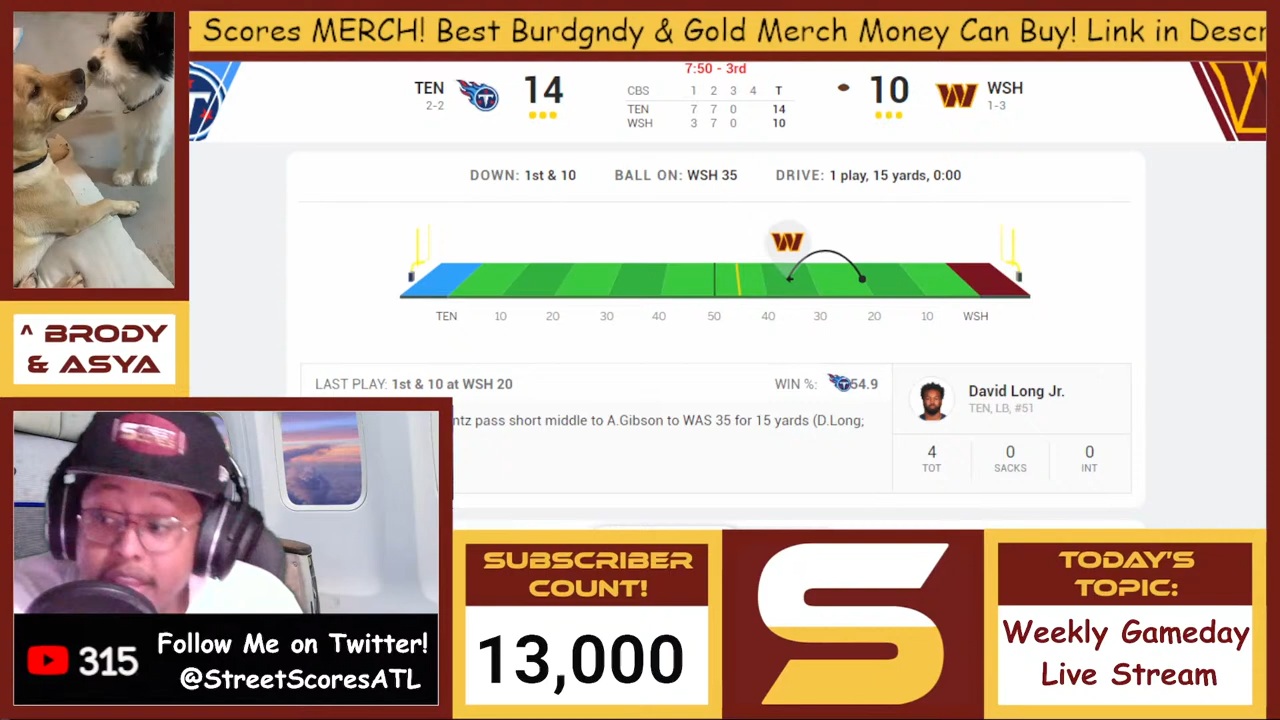 Scores MERCH! Best Burdgndy & Gold Merch Money Can Buy! Link in Descr
TEN
2-2
14
7:50 - 3rd
CBS 1 2 3 4 T
TEN 7 7 0 14
WSH 3 7 0 10
10
WSH
1-3
DOWN: 1st & 10 BALL ON: WSH 35 DRIVE: 1 play, 15 yards, 0:00
W
TEN 10 20 30 40 50 40 30 20 10 WSH
LAST PLAY: 1st & 10 at WSH 20 WIN %: 54.9
ntz pass short middle to A.Gibson to WAS 35 for 15 yards (D.Long;
David Long Jr.
TEN, LB, #51
4 0 0
TOT SACKS INT
^ BRODY
& ASYA
315
Follow Me on Twitter!
@StreetScoresATL
SUBSCRIBER
COUNT!
13,000
S
TODAY'S
TOPIC:
Weekly Gameday
Live Stream